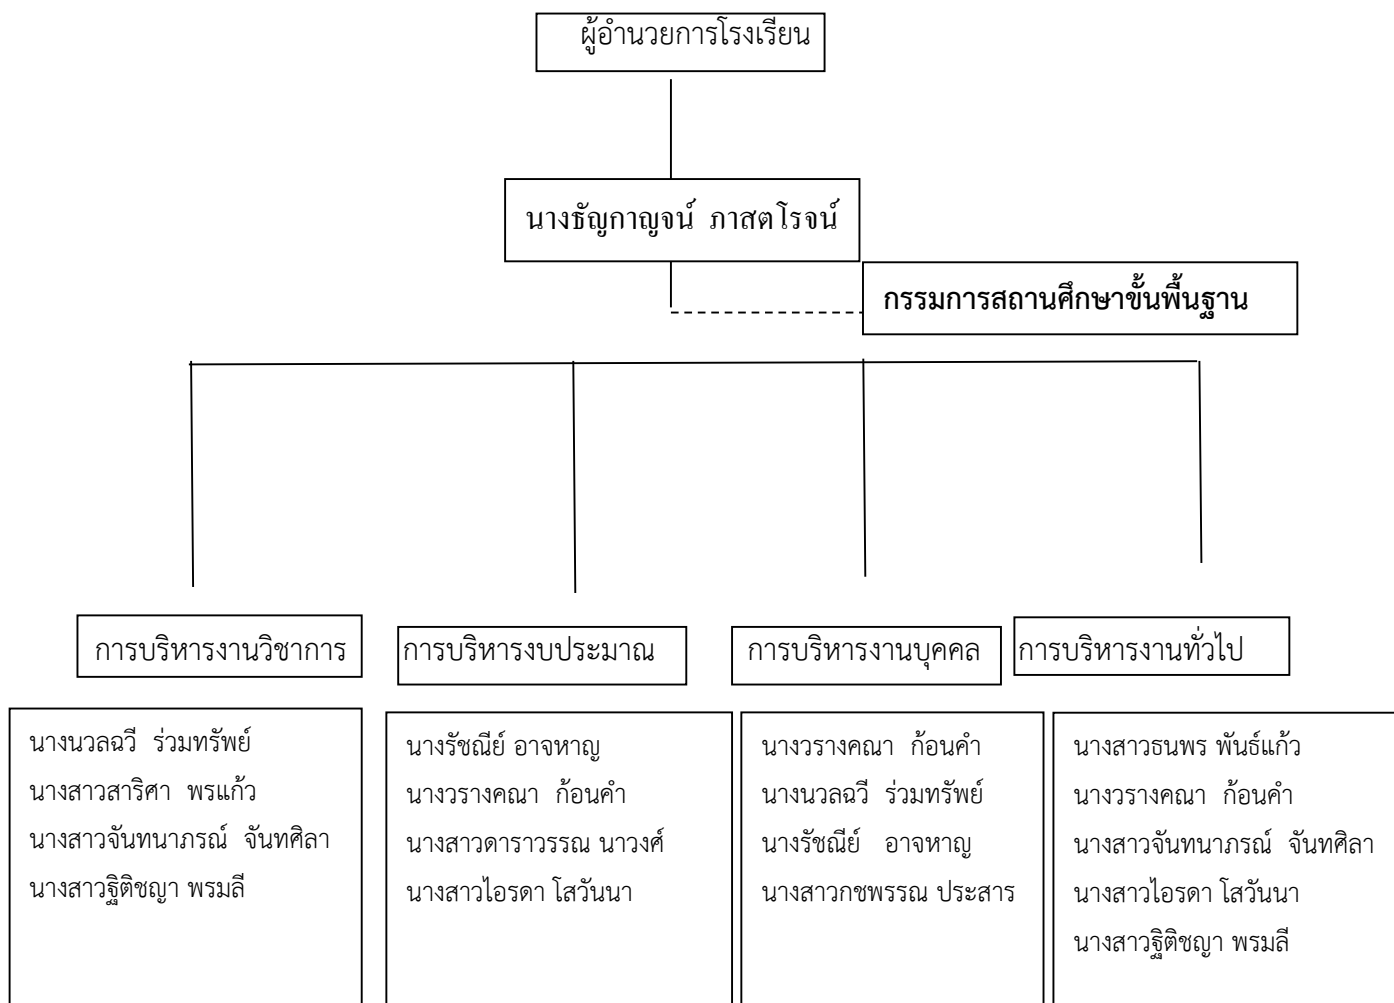 ผู้อำนวยการโรงเรียน
นางธัญกาญจน์ ภาสตโรจน์
กรรมการสถานศึกษาขั้นพื้นฐาน
การบริหารงานวิชาการ
การบริหารงบประมาณ
การบริหารงานบุคคล
การบริหารงานทั่วไป
นางนวลฉวี ร่วมทรัพย์
นางสาวสาริศา พรแก้ว
นางสาวจันทนาภรณ์ จันทศิลา
นางสาวฐิติชญา พรมลี
นางรัชณีย์ อาจหาญ
นางวรางคณา ก้อนคำ
นางสาวดาราวรรณ นาวงศ์
นางสาวไอรดา โสวันนา
นางวรางคณา ก้อนคำ
นางนวลฉวี ร่วมทรัพย์
นางรัชณีย์ อาจหาญ
นางสาวกชพรรณ ประสาร
นางสาวธนพร พันธ์แก้ว
นางวรางคณา ก้อนคำ
นางสาวจันทนาภรณ์ จันทศิลา
นางสาวไอรดา โสวันนา
นางสาวฐิติชญา พรมลี